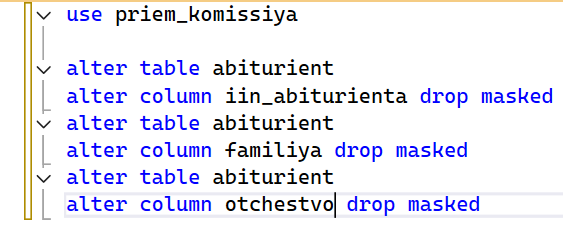 use priem_komissiya
alter table abiturient
alter column iin_abiturienta drop masked
alter table abiturient
alter column familiya drop masked
alter table abiturient
alter column otchestvo drop masked